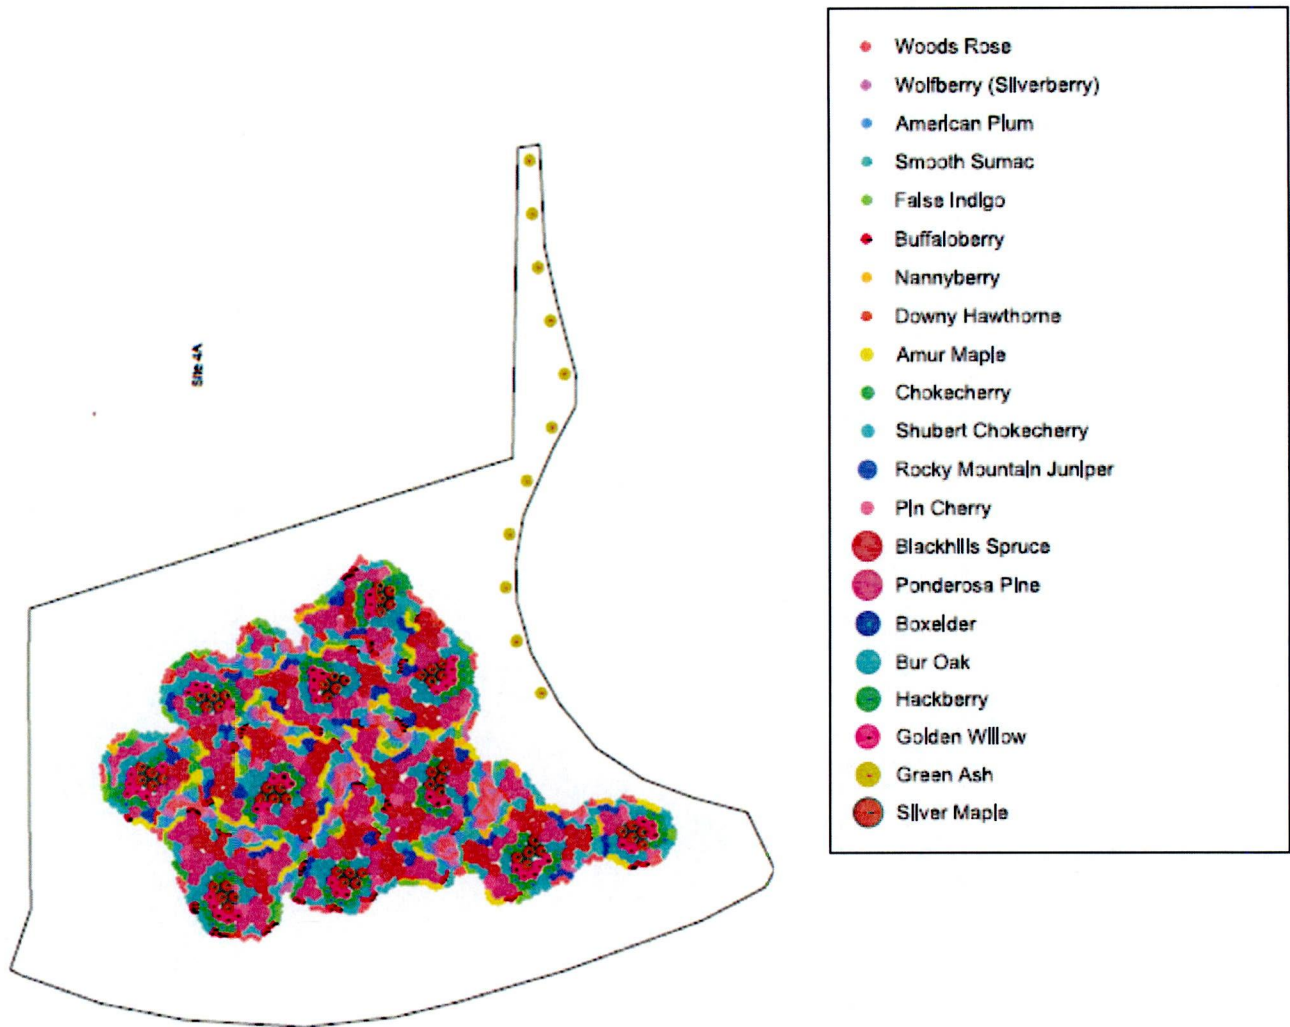 Site 4A
Woods Rose
Wolfberry (Silverberry)
American Plum
Smooth Sumac
False Indigo
Buffaloberry
Nannyberry
Downy Hawthorne
Amur Maple
Chokecherry
Shubert Chokecherry
Rocky Mountain Juniper
Pin Cherry
Blackhills Spruce
Ponderosa Pine
Boxelder
Bur Oak
Hackberry
Golden Willow
Green Ash
Silver Maple